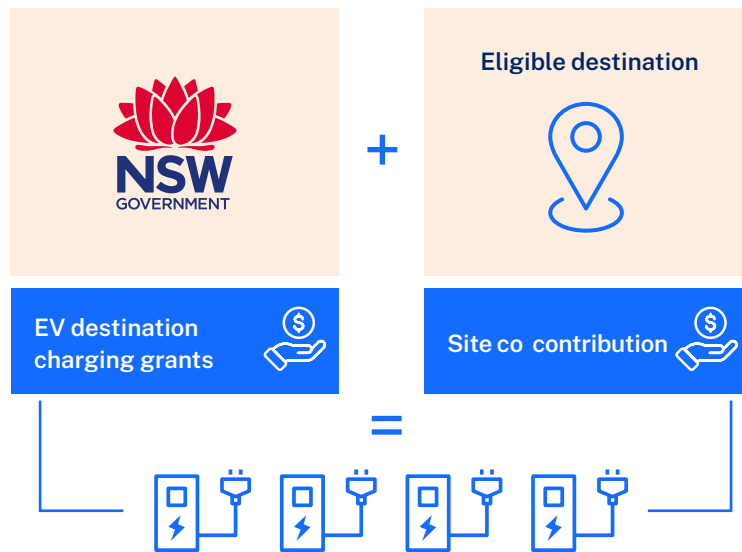 NSW
GOVERNMENT
+
Eligible destination
EV destination
charging grants
$
Site co contribution
$
=